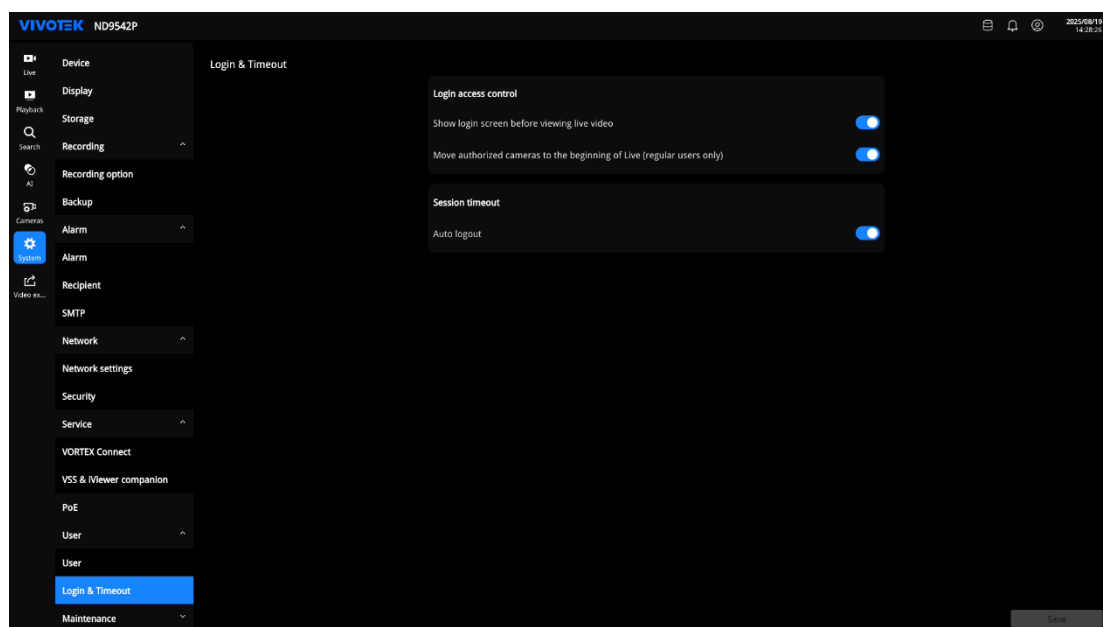 VIVOTEK ND9542P
2025/08/19
14:28:26
Live
Playback
Search
AI
Cameras
System
Video ex...
Device
Display
Storage
Recording
Recording option
Backup
Alarm
Alarm
Recipient
SMTP
Network
Network settings
Security
Service
VORTEX Connect
VSS & iViewer companion
PoE
User
User
Login & Timeout
Maintenance
Login & Timeout
Login access control
Show login screen before viewing live video
Move authorized cameras to the beginning of Live (regular users only)
Session timeout
Auto logout
Save